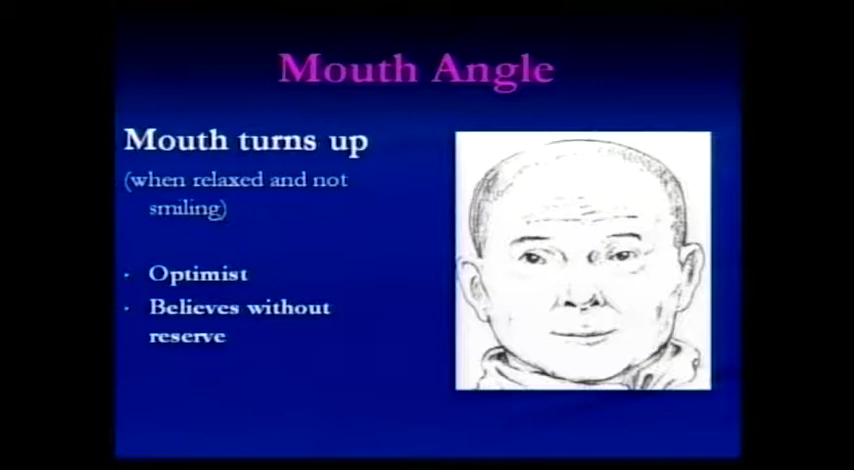 Mouth Angle
Mouth turns up
(when relaxed and not
smiling)
• Optimist
• Believes without
reserve